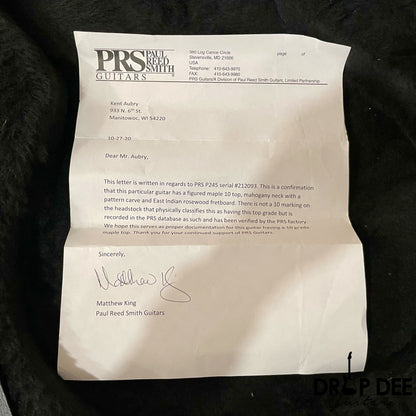 PRS PAUL REED SMITH
GUITARS
380 Log Canoe Circle
Stevensville, MD 21666
USA
Telephone: 410-643-9970
FAX: 410-643-9980
PRS Guitars/A Division of Paul Reed Smith Guitars, Limited Partnership
page of
Kent Aubry
933 N. 6th St.
Manitowoc, WI 54220
10-27-20
Dear Mr. Aubry,
This letter is written in regards to PRS P245 serial #212093. This is a confirmation
that this particular guitar has a figured maple 10 top, mahogany neck with a
pattern carve and East Indian rosewood fretboard. There is not a 10 marking on
the headstock that physically classifies this as having this top grade but is
recorded in the PRS database as such and has been verified by the PRS factory.
We hope this serves as proper documentation for this guitar having a 10 grade
maple top. Thank you for your continued support of PRS Guitars.
Sincerely,
Matthew King
Matthew King
Paul Reed Smith Guitars
DROP DEE
guitars